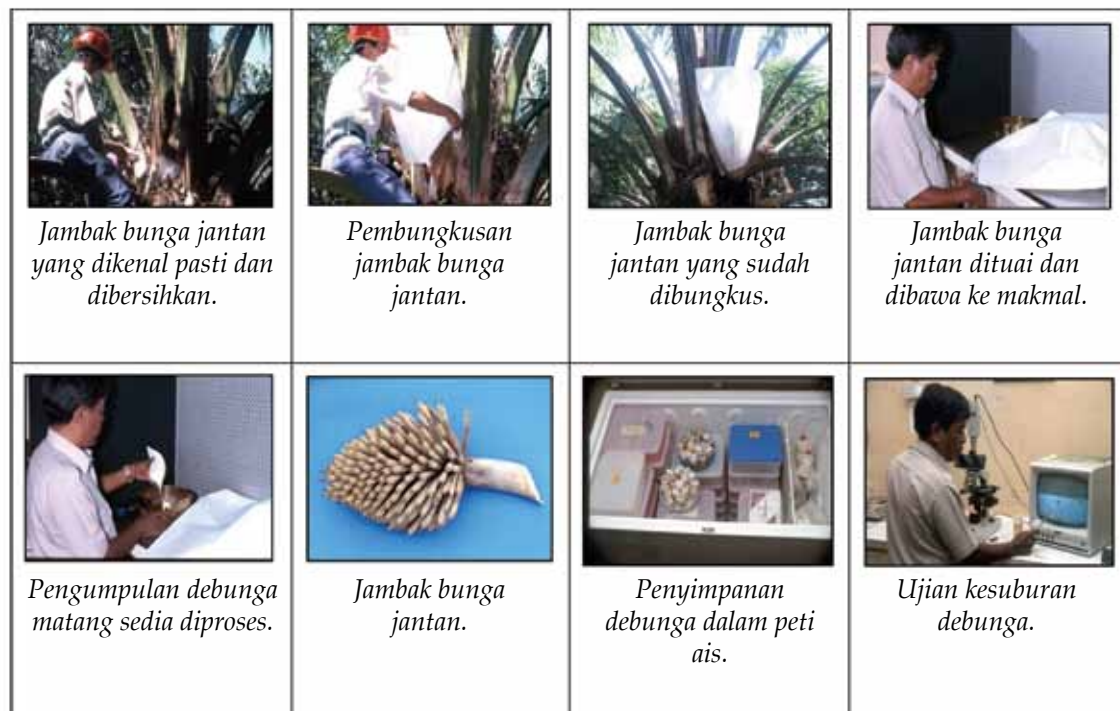 Jambak bunga jantan
yang dikenal pasti dan
dibersihkan.
Pembungkusan
jambak bunga
jantan.
Jambak bunga
jantan yang sudah
dibungkus.
Jambak bunga
jantan dituai dan
dibawa ke makmal.
Pengumpulan debunga
matang sedia diproses.
Jambak bunga
jantan.
Penyimpanan
debunga dalam peti
ais.
Ujian kesuburan
debunga.